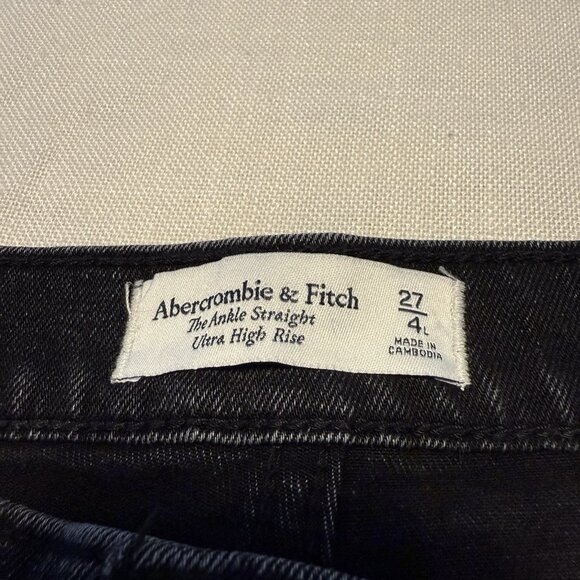 Abercrombie & Fitch
The Ankle Straight
Ultra High Rise
27
4L
MADE IN
CAMBODIA